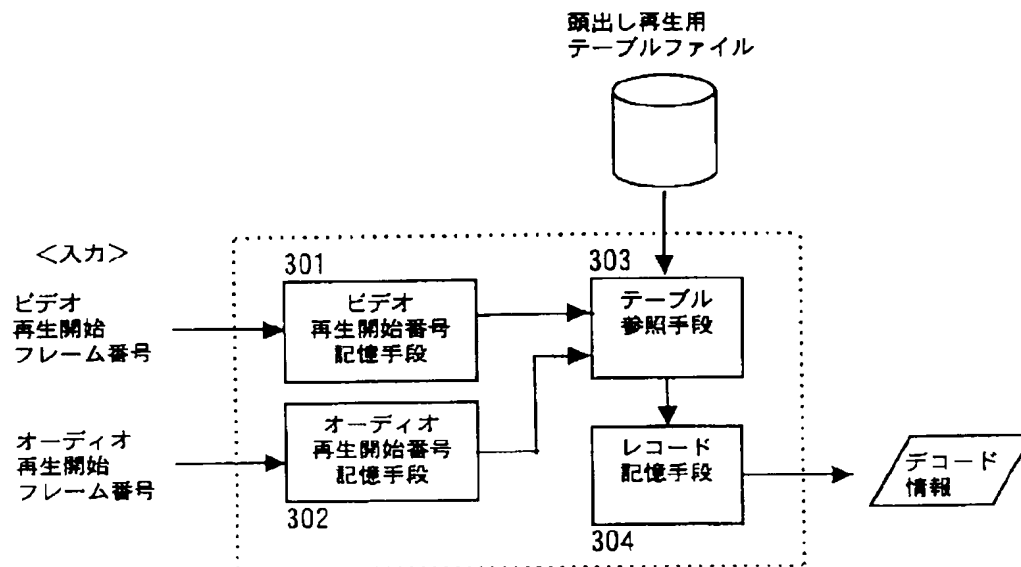 頭出し再生用
テーブルファイル
＜入力＞
301
ビデオ
再生開始番号
記憶手段
303
テーブル
参照手段
ビデオ
再生開始
フレーム番号
オーディオ
再生開始
フレーム番号
オーディオ
再生開始番号
記憶手段
302
レコード
記憶手段
304
デコード
情報